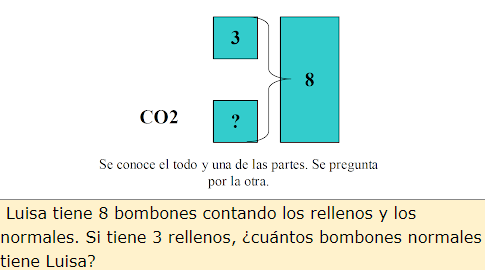 3
8
CO2
?
Se conoce el todo y una de las partes. Se pregunta
por la otra.
Luisa tiene 8 bombones contando los rellenos y los
normales. Si tiene 3 rellenos, ¿cuántos bombones normales
tiene Luisa?